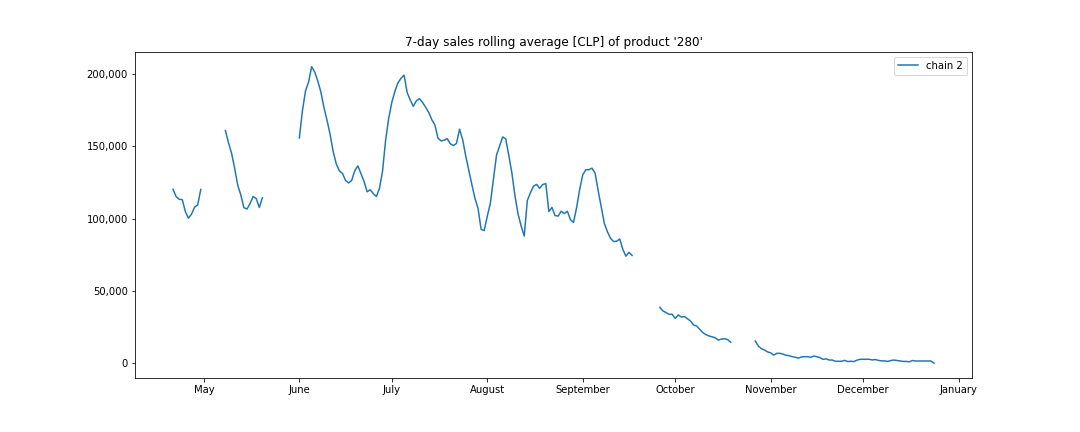 7-day sales rolling average [CLP] of product '280'
chain 2
200,000
150,000
100,000
50,000
0
May June July August September October November December January